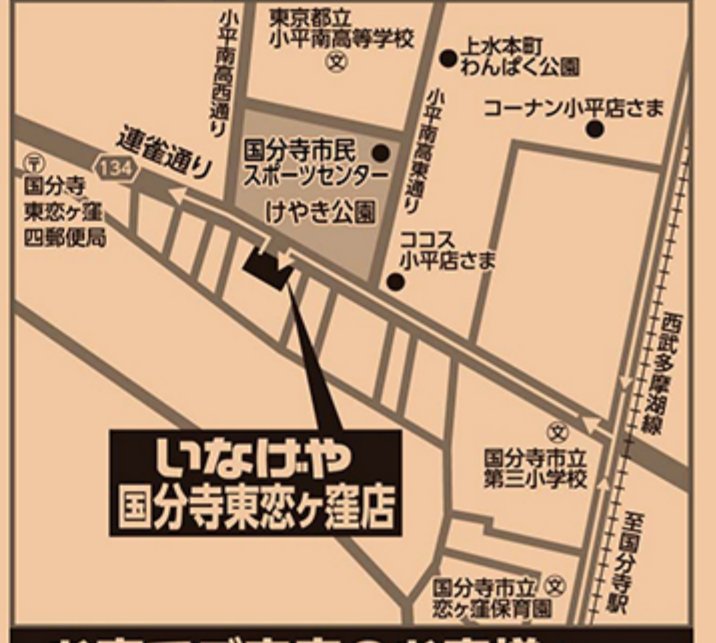 小平南高西通り
東京都立
小平南高等学校
文
上水本町
わんぱく公園
小平南高東通り
コーナン小平店さま
連雀通り
134
〒
国分寺
東恋ヶ窪
四郵便局
国分寺市民
スポーツセンター
けやき公園
ココス
小平店さま
西武多摩湖線
いなげや
国分寺東恋ヶ窪店
文
国分寺市立
第三小学校
至国分寺駅
国分寺市立
文
恋ヶ窪保育園